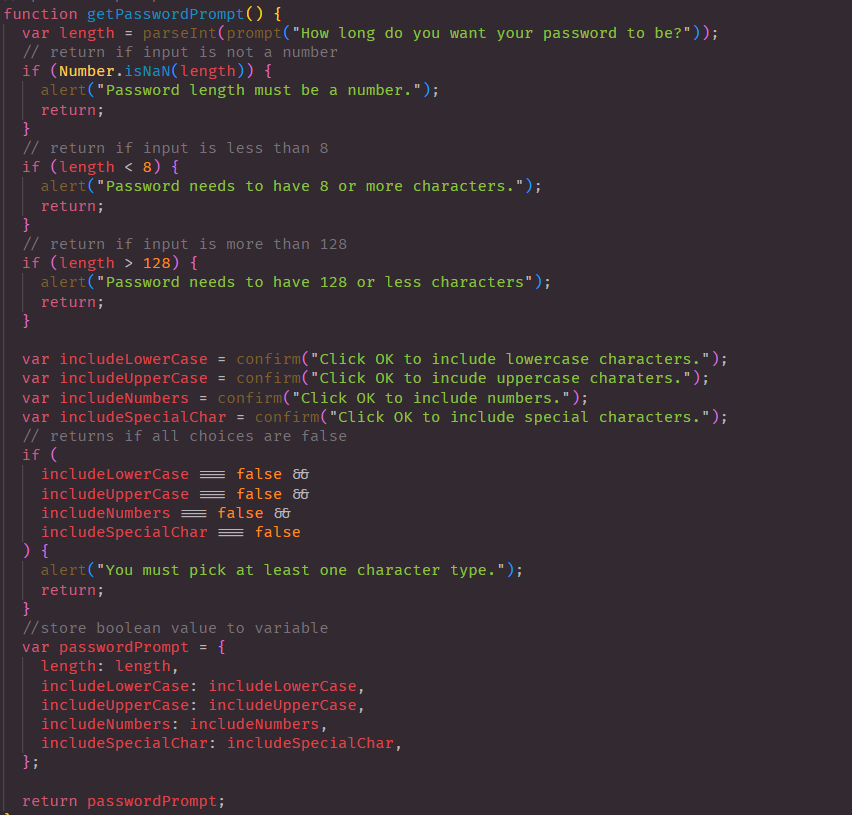 function getPasswordPrompt() {
  var length = parseInt(prompt("How long do you want your password to be?"));
  // return if input is not a number
  if (Number.isNaN(length)) {
    alert("Password length must be a number.");
    return;
  }
  // return if input is less than 8
  if (length < 8) {
    alert("Password needs to have 8 or more characters.");
    return;
  }
  // return if input is more than 128
  if (length > 128) {
    alert("Password needs to have 128 or less characters");
    return;
  }

  var includeLowerCase = confirm("Click OK to include lowercase characters.");
  var includeUpperCase = confirm("Click OK to incude uppercase charaters.");
  var includeNumbers = confirm("Click OK to include numbers.");
  var includeSpecialChar = confirm("Click OK to include special characters.");
  // returns if all choices are false
  if (
    includeLowerCase === false &&
    includeUpperCase === false &&
    includeNumbers === false &&
    includeSpecialChar === false
  ) {
    alert("You must pick at least one character type.");
    return;
  }
  //store boolean value to variable
  var passwordPrompt = {
    length: length,
    includeLowerCase: includeLowerCase,
    includeUpperCase: includeUpperCase,
    includeNumbers: includeNumbers,
    includeSpecialChar: includeSpecialChar,
  };

  return passwordPrompt;